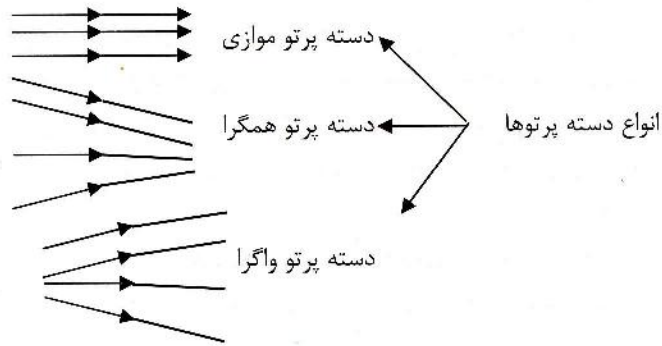 دسته پرتو موازی
دسته پرتو همگرا
انواع دسته پرتوها
دسته پرتو واگرا